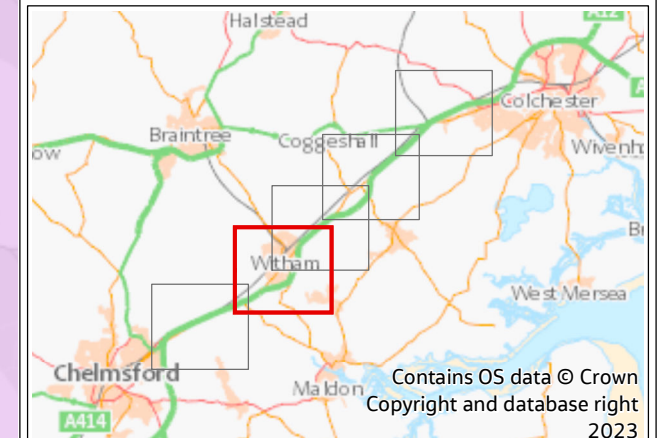 Halstead
A12
Colchester
Braintree
Coggeshall
ow
Wivenh
Witham
West Mersea
Chelmsford
Maldon
A414
Contains OS data © Crown
Copyright and database right
2023